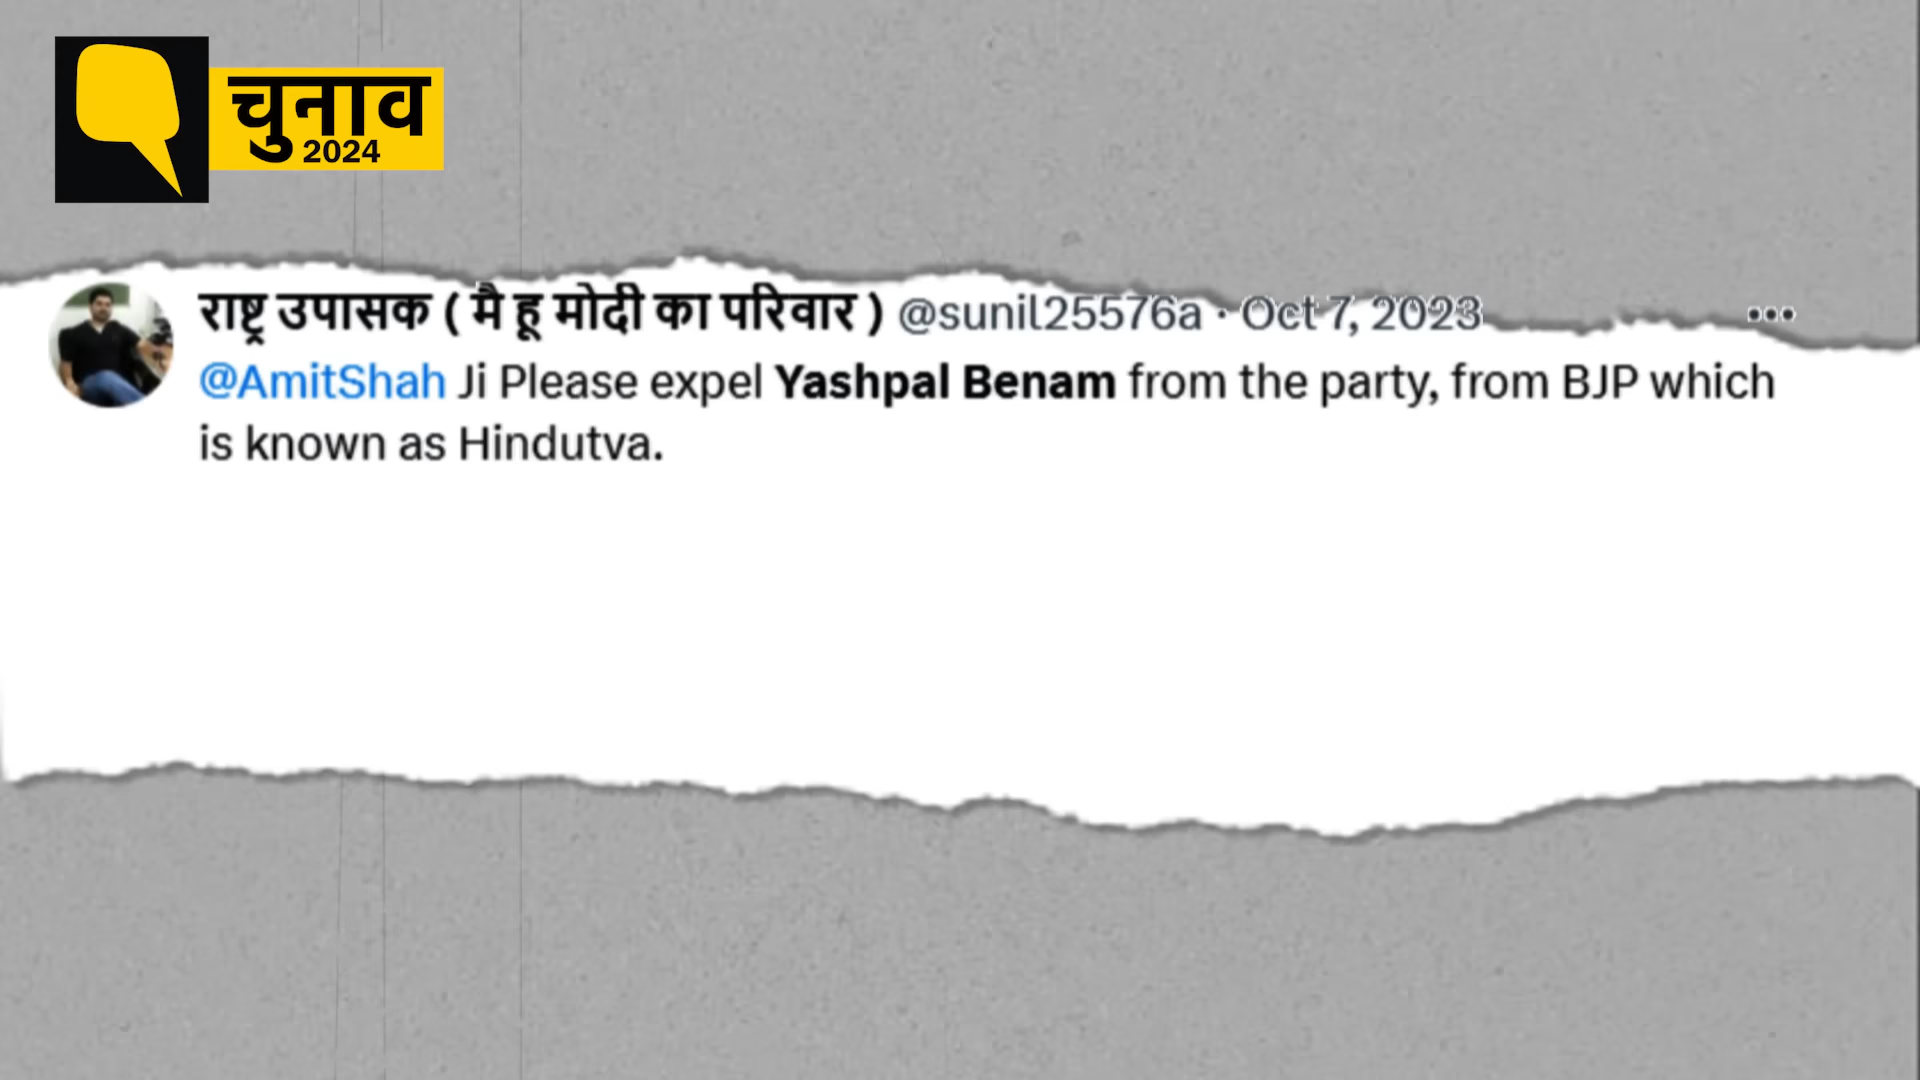 चुनाव
2024
राष्ट्र उपासक ( मै हू मोदी का परिवार ) @sunil25576a · Oct 7, 2023 ...
@AmitShah Ji Please expel Yashpal Benam from the party, from BJP which
is known as Hindutva.